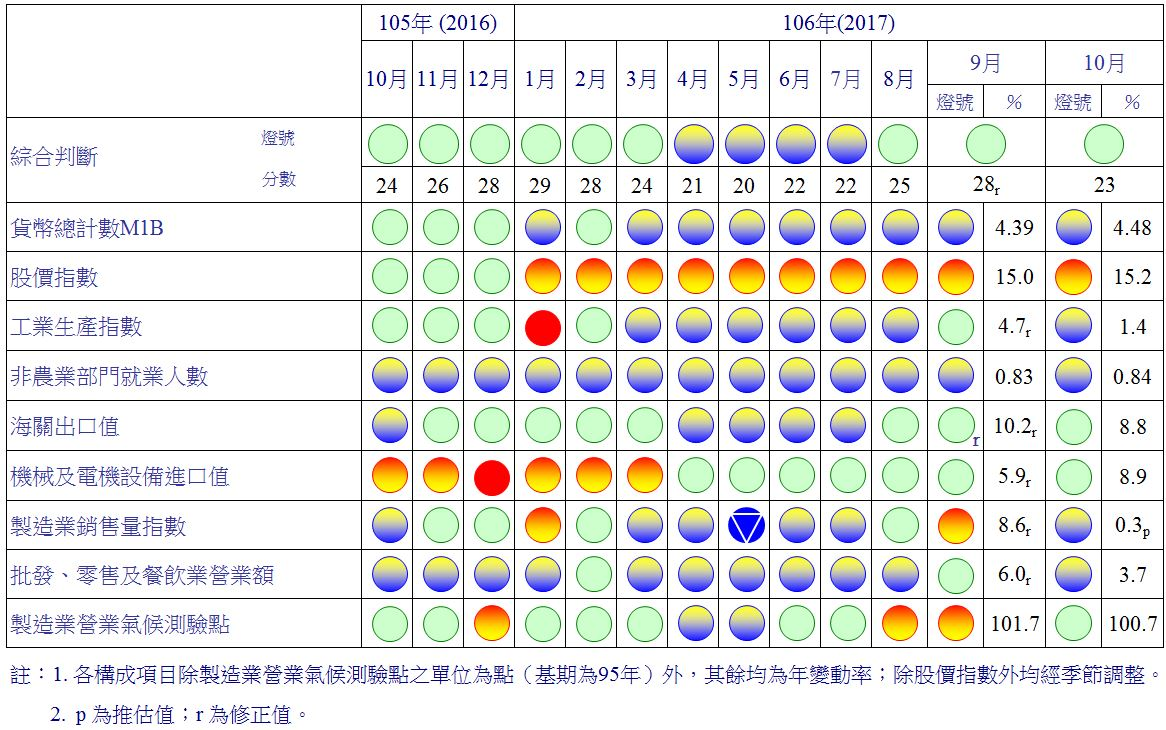 105年 (2016) 106年(2017)
10月 11月 12月 1月 2月 3月 4月 5月 6月 7月 8月 9月 10月
燈號 % 燈號 %
綜合判斷 燈號
分數 24 26 28 29 28 24 21 20 22 22 25 28r 23
貨幣總計數M1B 4.39 4.48
股價指數 15.0 15.2
工業生產指數 4.7r 1.4
非農業部門就業人數 0.83 0.84
海關出口值 r 10.2r 8.8
機械及電機設備進口值 5.9r 8.9
製造業銷售量指數 8.6r 0.3p
批發、零售及餐飲業營業額 6.0r 3.7
製造業營業氣候測驗點 101.7 100.7
註：1. 各構成項目除製造業營業氣候測驗點之單位為點（基期為95年）外，其餘均為年變動率；除股價指數外均經季節調整。
2. p 為推估值；r 為修正值。